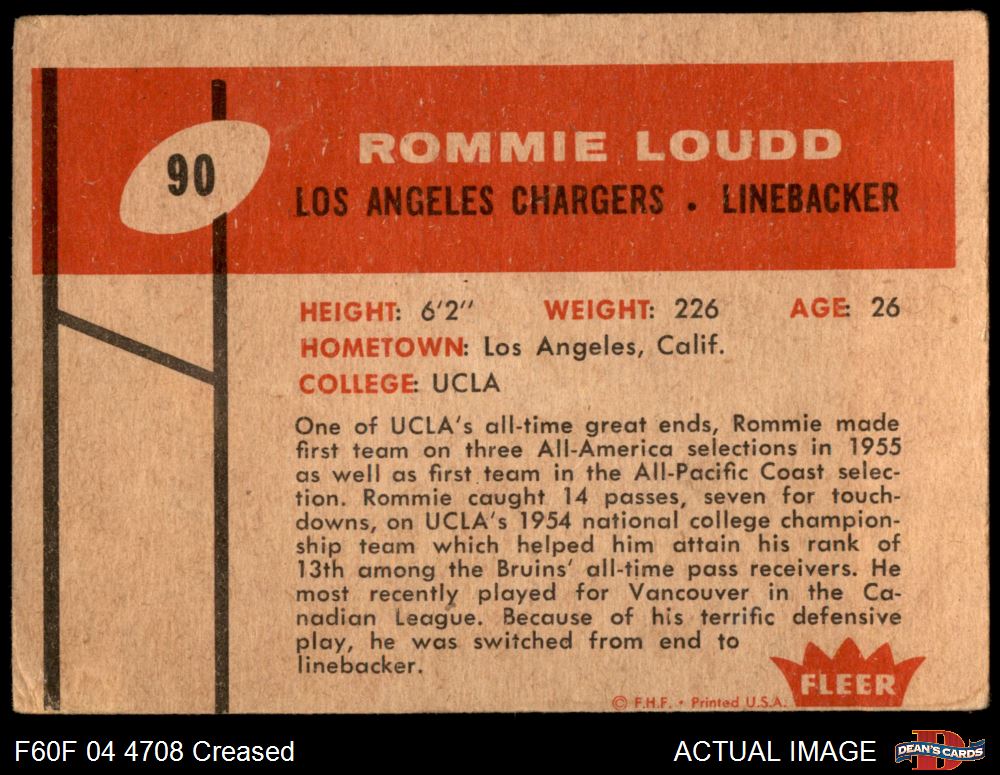 90
ROMMIE LOUDD
LOS ANGELES CHARGERS . LINEBACKER
HEIGHT: 6'2" WEIGHT: 226 AGE: 26
HOMETOWN: Los Angeles, Calif.
COLLEGE: UCLA
One of UCLA's all-time great ends, Rommie made
first team on three All-America selections in 1955
as well as first team in the All-Pacific Coast selec-
tion. Rommie caught 14 passes, seven for touch-
downs, on UCLA's 1954 national college champion-
ship team which helped him attain his rank of
13th among the Bruins' all-time pass receivers. He
most recently played for Vancouver in the Ca-
nadian League. Because of his terrific defensive
play, he was switched from end to
linebacker.
FLEER
© F.H.F. • Printed U.S.A.
F60F 04 4708 Creased
ACTUAL IMAGE
D
DEAN'S CARDS